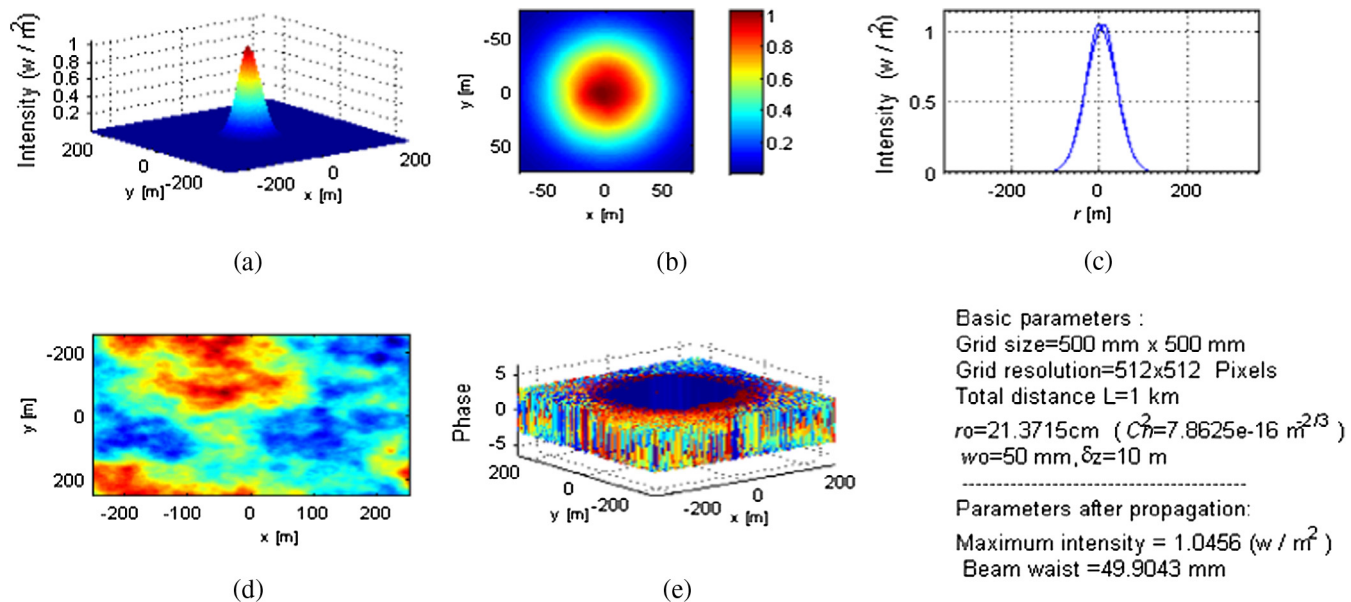 Intensity (w / m²)
1
0.8
0.6
0.4
0.2
200
0
-200
y [m]
-200
0
200
x [m]
(a)
-50
0
50
y [m]
-50
0
50
x [m]
1
0.8
0.6
0.4
0.2
(b)
Intensity (w / m²)
1
0.5
0
-200
0
200
r [m]
(c)
-200
0
200
y [m]
-200
-100
0
100
200
x [m]
(d)
Phase
5
0
-5
200
0
-200
y [m]
-200
0
200
x [m]
(e)
Basic parameters :
Grid size=500 mm x 500 mm
Grid resolution=512x512 Pixels
Total distance L=1 km
ro=21.3715cm ( C²n=7.8625e-16 m⁻²/³ )
wo=50 mm,δz=10 m
------------------------------------
Parameters after propagation:
Maximum intensity = 1.0456 (w / m² )
Beam waist =49.9043 mm